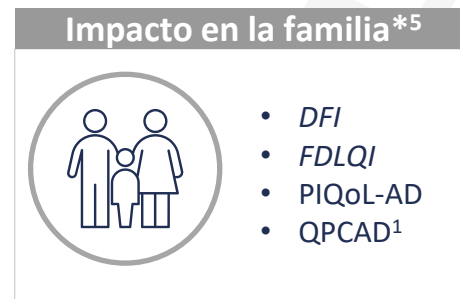 Impacto en la familia*5
• DFI
• FDLQI
• PIQoL-AD
• QPCAD1